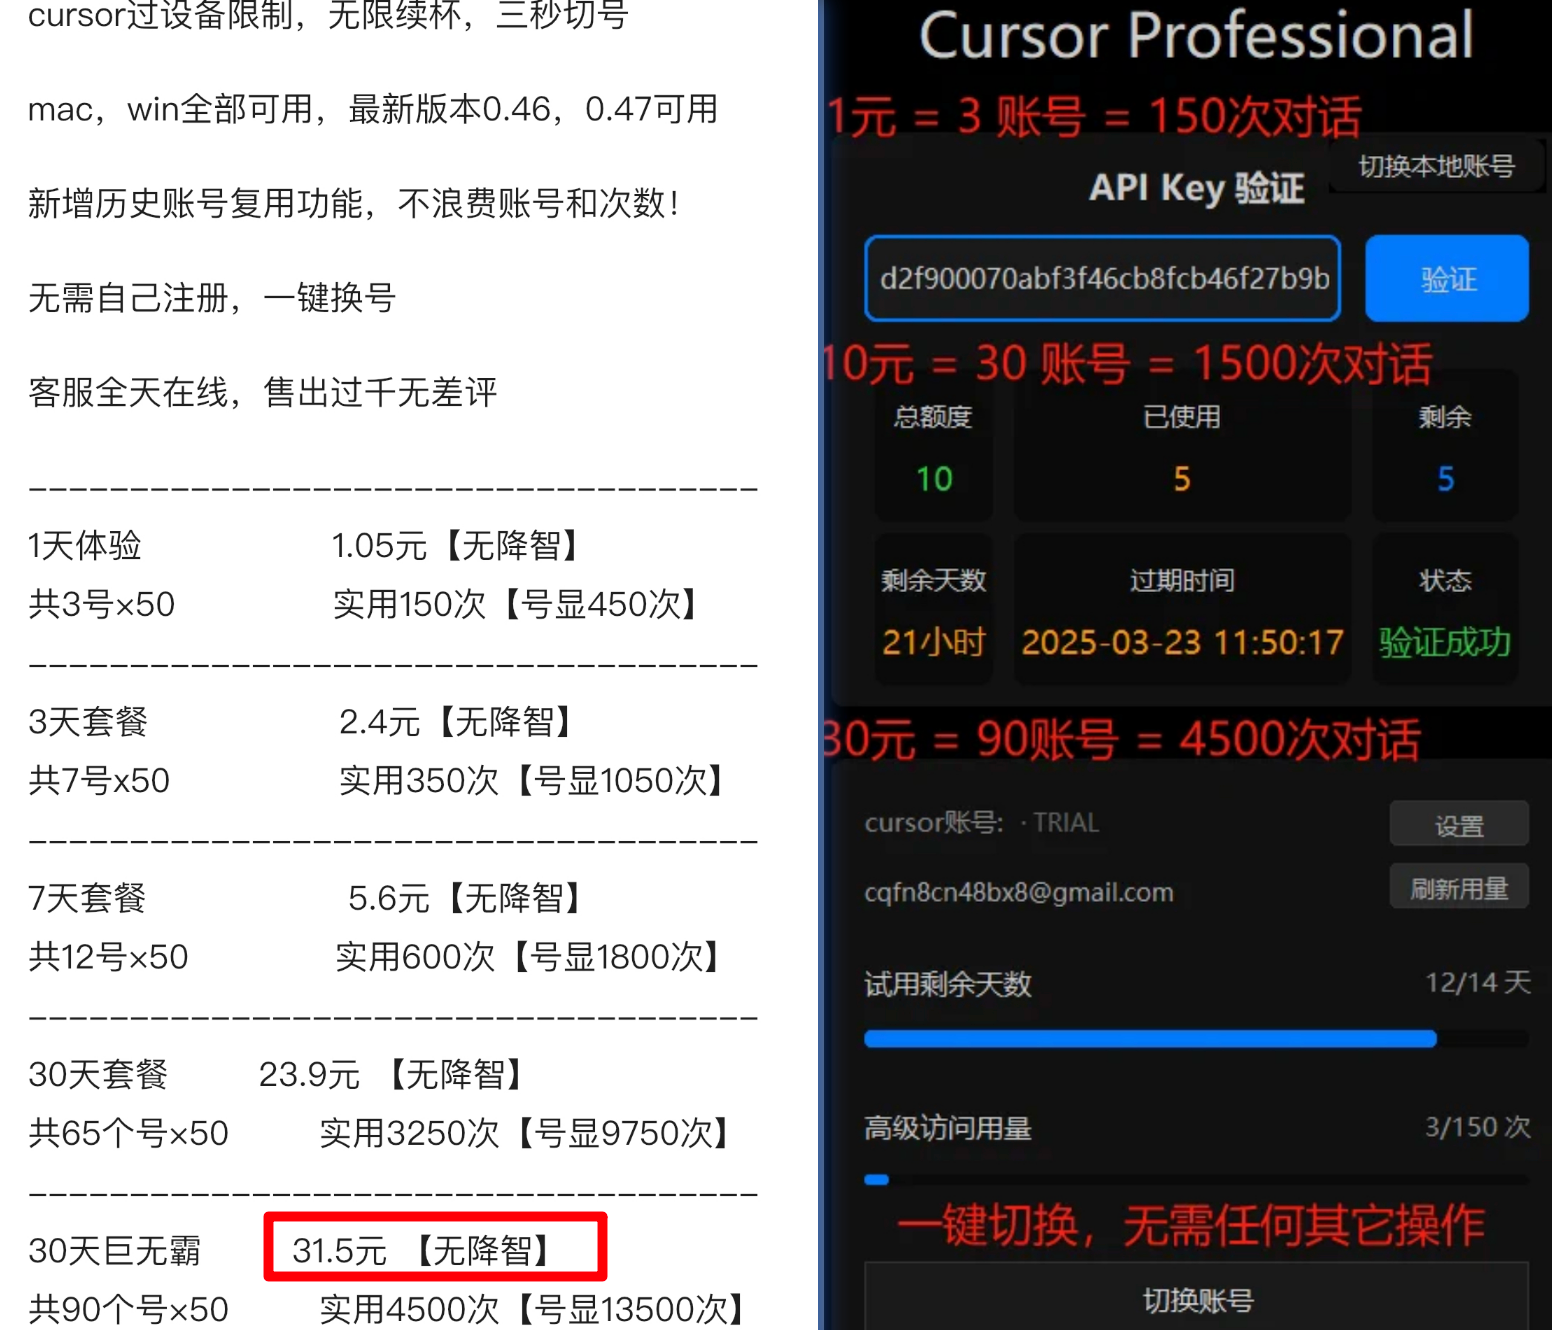 cursor过设备限制，无限续杯，三秒切号
mac，win全部可用，最新版本0.46，0.47可用
新增历史账号复用功能，不浪费账号和次数！
无需自己注册，一键换号
客服全天在线，售出过千无差评
------------------------------------
1天体验 1.05元【无降智】
共3号×50 实用150次【号显450次】
------------------------------------
3天套餐 2.4元【无降智】
共7号x50 实用350次【号显1050次】
------------------------------------
7天套餐 5.6元【无降智】
共12号×50 实用600次【号显1800次】
------------------------------------
30天套餐 23.9元 【无降智】
共65个号×50 实用3250次【号显9750次】
------------------------------------
30天巨无霸 31.5元 【无降智】
共90个号×50 实用4500次【号显13500次】
Cursor Professional
1元 = 3 账号 = 150次对话
切换本地账号
API Key 验证
d2f900070abf3f46cb8fcb46f27b9b 验证
10元 = 30 账号 = 1500次对话
总额度 已使用 剩余
10 5 5
剩余天数 过期时间 状态
21小时 2025-03-23 11:50:17 验证成功
30元 = 90账号 = 4500次对话
cursor账号: · TRIAL 设置
cqfn8cn48bx8@gmail.com 刷新用量
试用剩余天数 12/14 天
高级访问用量 3/150 次
一键切换，无需任何其它操作
切换账号